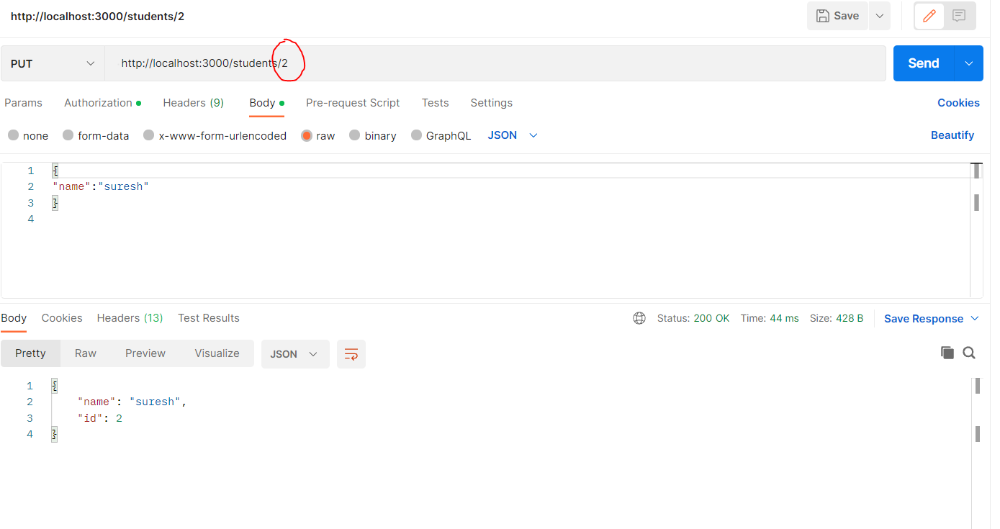 http://localhost:3000/students/2
Save
PUT http://localhost:3000/students/2 Send
Params Authorization Headers (9) Body Pre-request Script Tests Settings Cookies
none form-data x-www-form-urlencoded raw binary GraphQL JSON Beautify
1 {
2 "name":"suresh"
3 }
4
Body Cookies Headers (13) Test Results Status: 200 OK Time: 44 ms Size: 428 B Save Response
Pretty Raw Preview Visualize JSON
1 {
2 "name": "suresh",
3 "id": 2
4 }